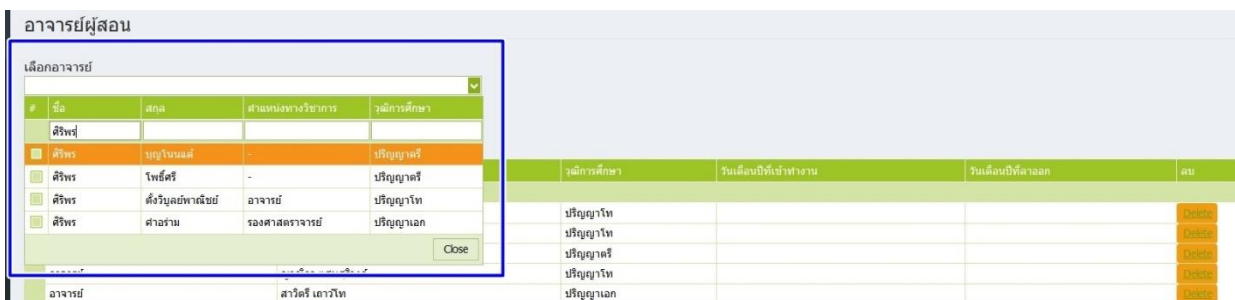 อาจารย์ผู้สอน
เลือกอาจารย์
# ชื่อ สกุล ตำแหน่งทางวิชาการ วุฒิการศึกษา
ศิริพร
ศิริพร บุญโนนแต้ - ปริญญาตรี
ศิริพร โพธิ์ศรี - ปริญญาตรี
ศิริพร ตั้งวิบูลย์พาณิชย์ อาจารย์ ปริญญาโท
ศิริพร ศาอร่าม รองศาสตราจารย์ ปริญญาเอก
Close
วุฒิการศึกษา วันเดือนปีที่เข้าทำงาน วันเดือนปีที่ลาออก ลบ
ปริญญาโท Delete
ปริญญาโท Delete
ปริญญาตรี Delete
ปริญญาโท Delete
อาจารย์ สาวิตรี เถาว์โท ปริญญาเอก Delete